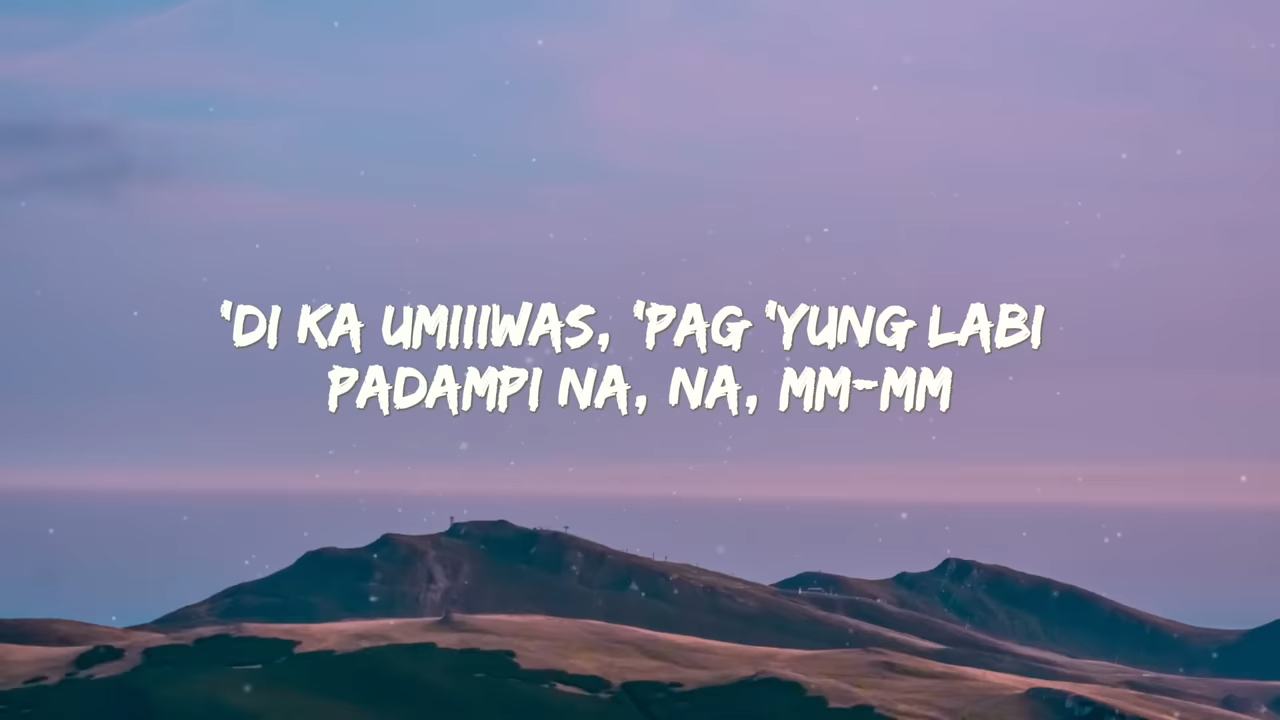 'DI KA UMIIIWAS, 'PAG 'YUNG LABI
PADAMPI NA, NA, MM-MM